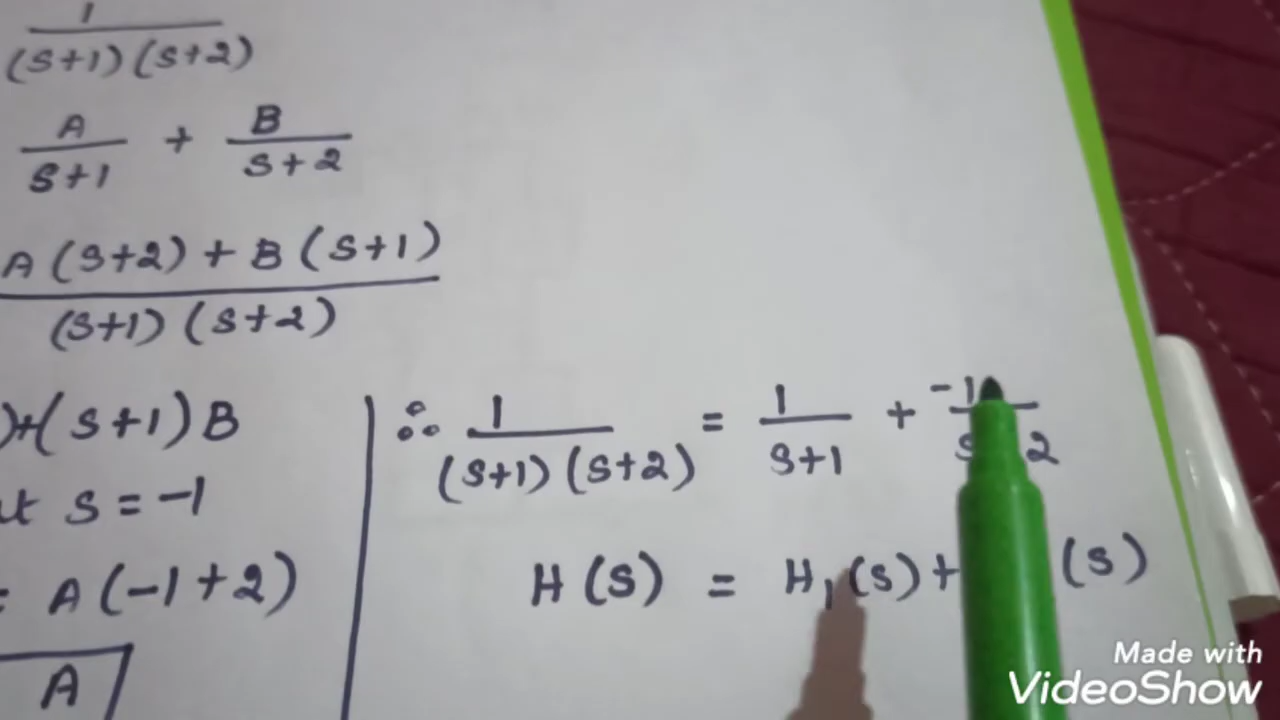 1
(S+1)(S+2)
A/S+1 + B/S+2
A(S+2)+B(S+1)
(S+1)(S+2)
)+(S+1)B
S=-1
= A(-1+2)
A
∴ 1/(S+1)(S+2) = 1/S+1 + -1/
H(S) = H₁(S)+ (S)
Made with
VideoShow